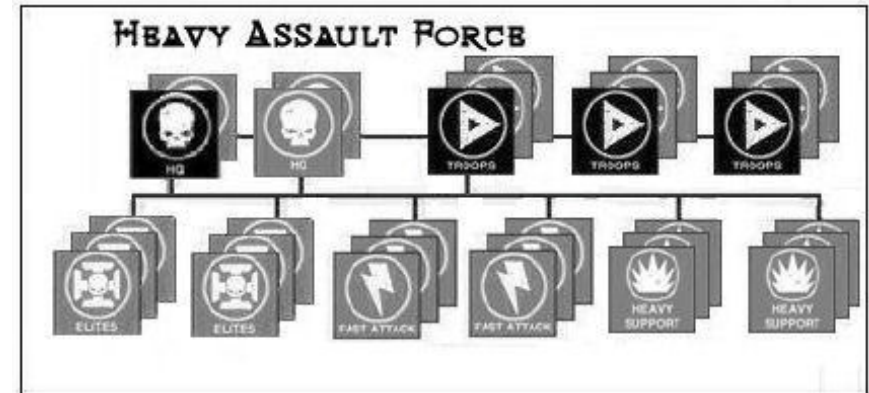 HEAVY ASSAULT FORCE
HQ
HQ
TROOPS
TROOPS
TROOPS
ELITES
ELITES
FAST ATTACK
FAST ATTACK
HEAVY
SUPPORT
HEAVY
SUPPORT